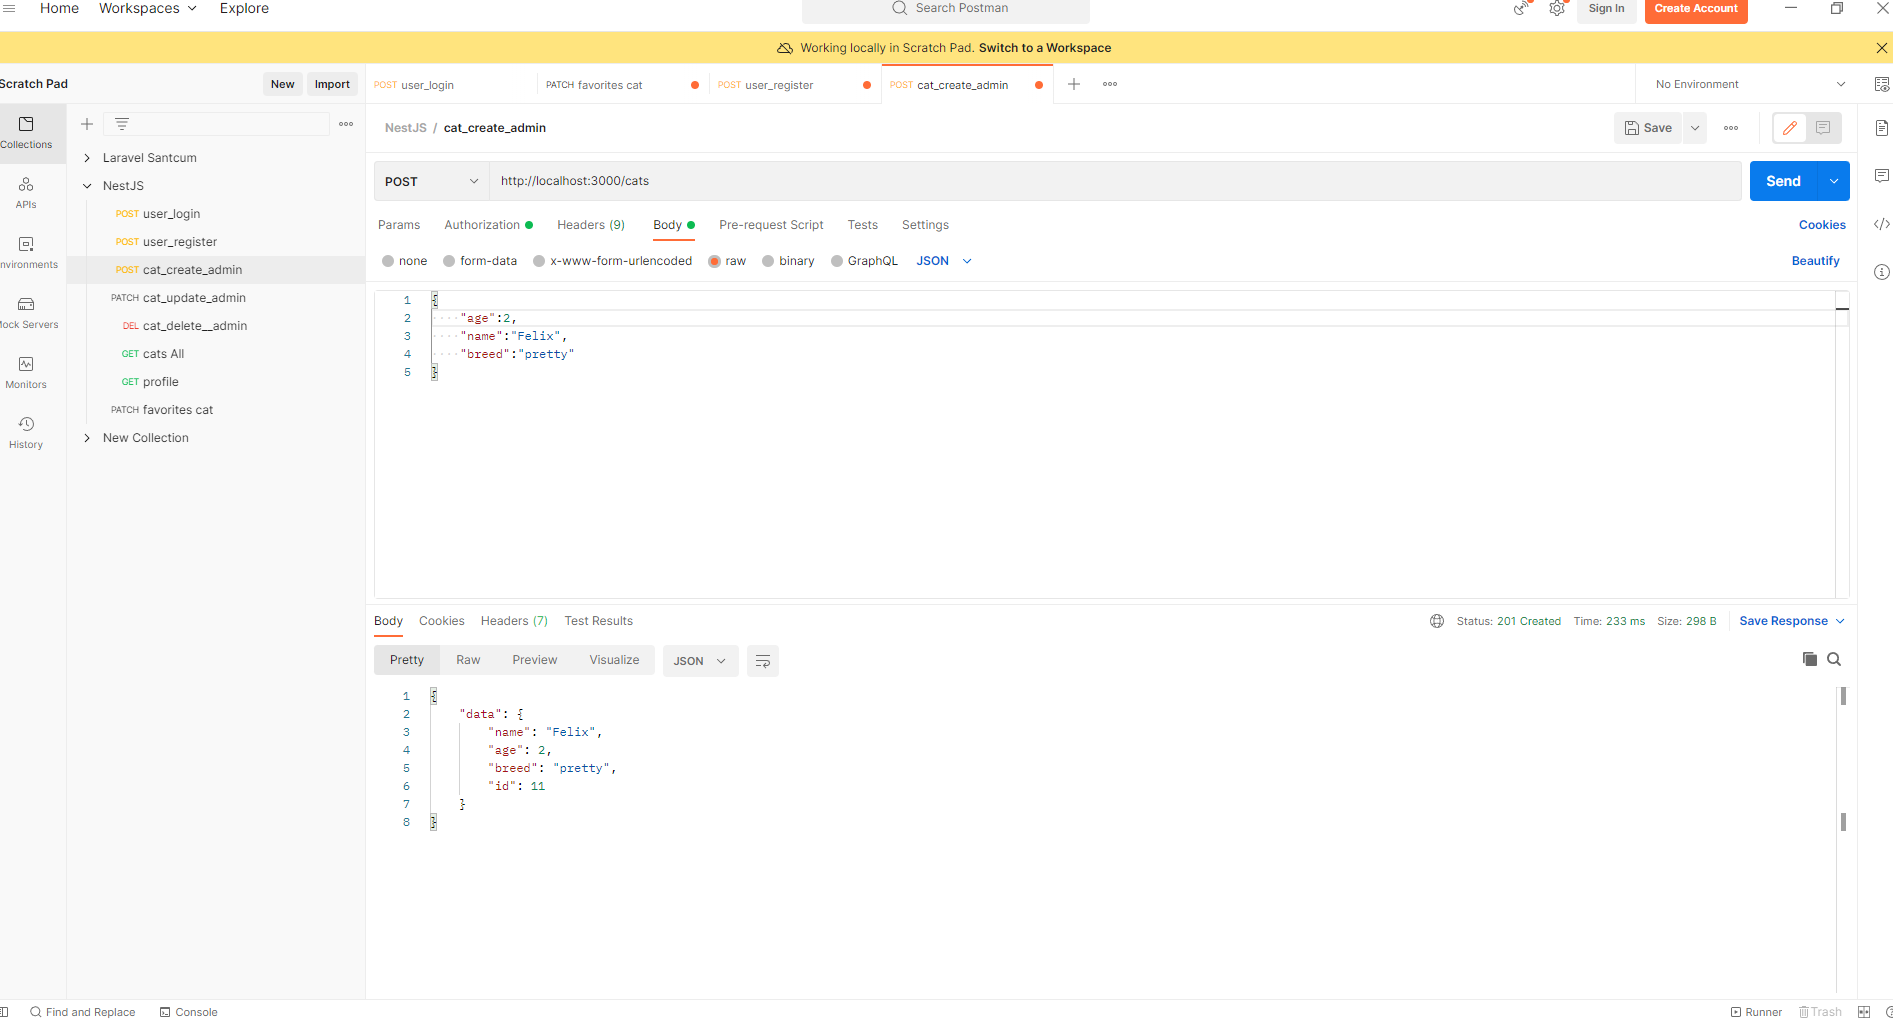 Home Workspaces Explore Search Postman Sign In Create Account
Working locally in Scratch Pad. Switch to a Workspace
Scratch Pad New Import
POST user_login PATCH favorites cat POST user_register POST cat_create_admin No Environment
Collections
APIs
nvironments
Mock Servers
Monitors
History
Laravel Santcum
NestJS
POST user_login
POST user_register
POST cat_create_admin
PATCH cat_update_admin
DEL cat_delete__admin
GET cats All
GET profile
PATCH favorites cat
New Collection
NestJS / cat_create_admin Save
POST http://localhost:3000/cats Send
Params Authorization Headers (9) Body Pre-request Script Tests Settings Cookies
none form-data x-www-form-urlencoded raw binary GraphQL JSON Beautify
1 {
2 "age":2,
3 "name":"Felix",
4 "breed":"pretty"
5 }
Body Cookies Headers (7) Test Results Status: 201 Created Time: 233 ms Size: 298 B Save Response
Pretty Raw Preview Visualize JSON
1 {
2 "data": {
3 "name": "Felix",
4 "age": 2,
5 "breed": "pretty",
6 "id": 11
7 }
8 }
Find and Replace Console Runner Trash